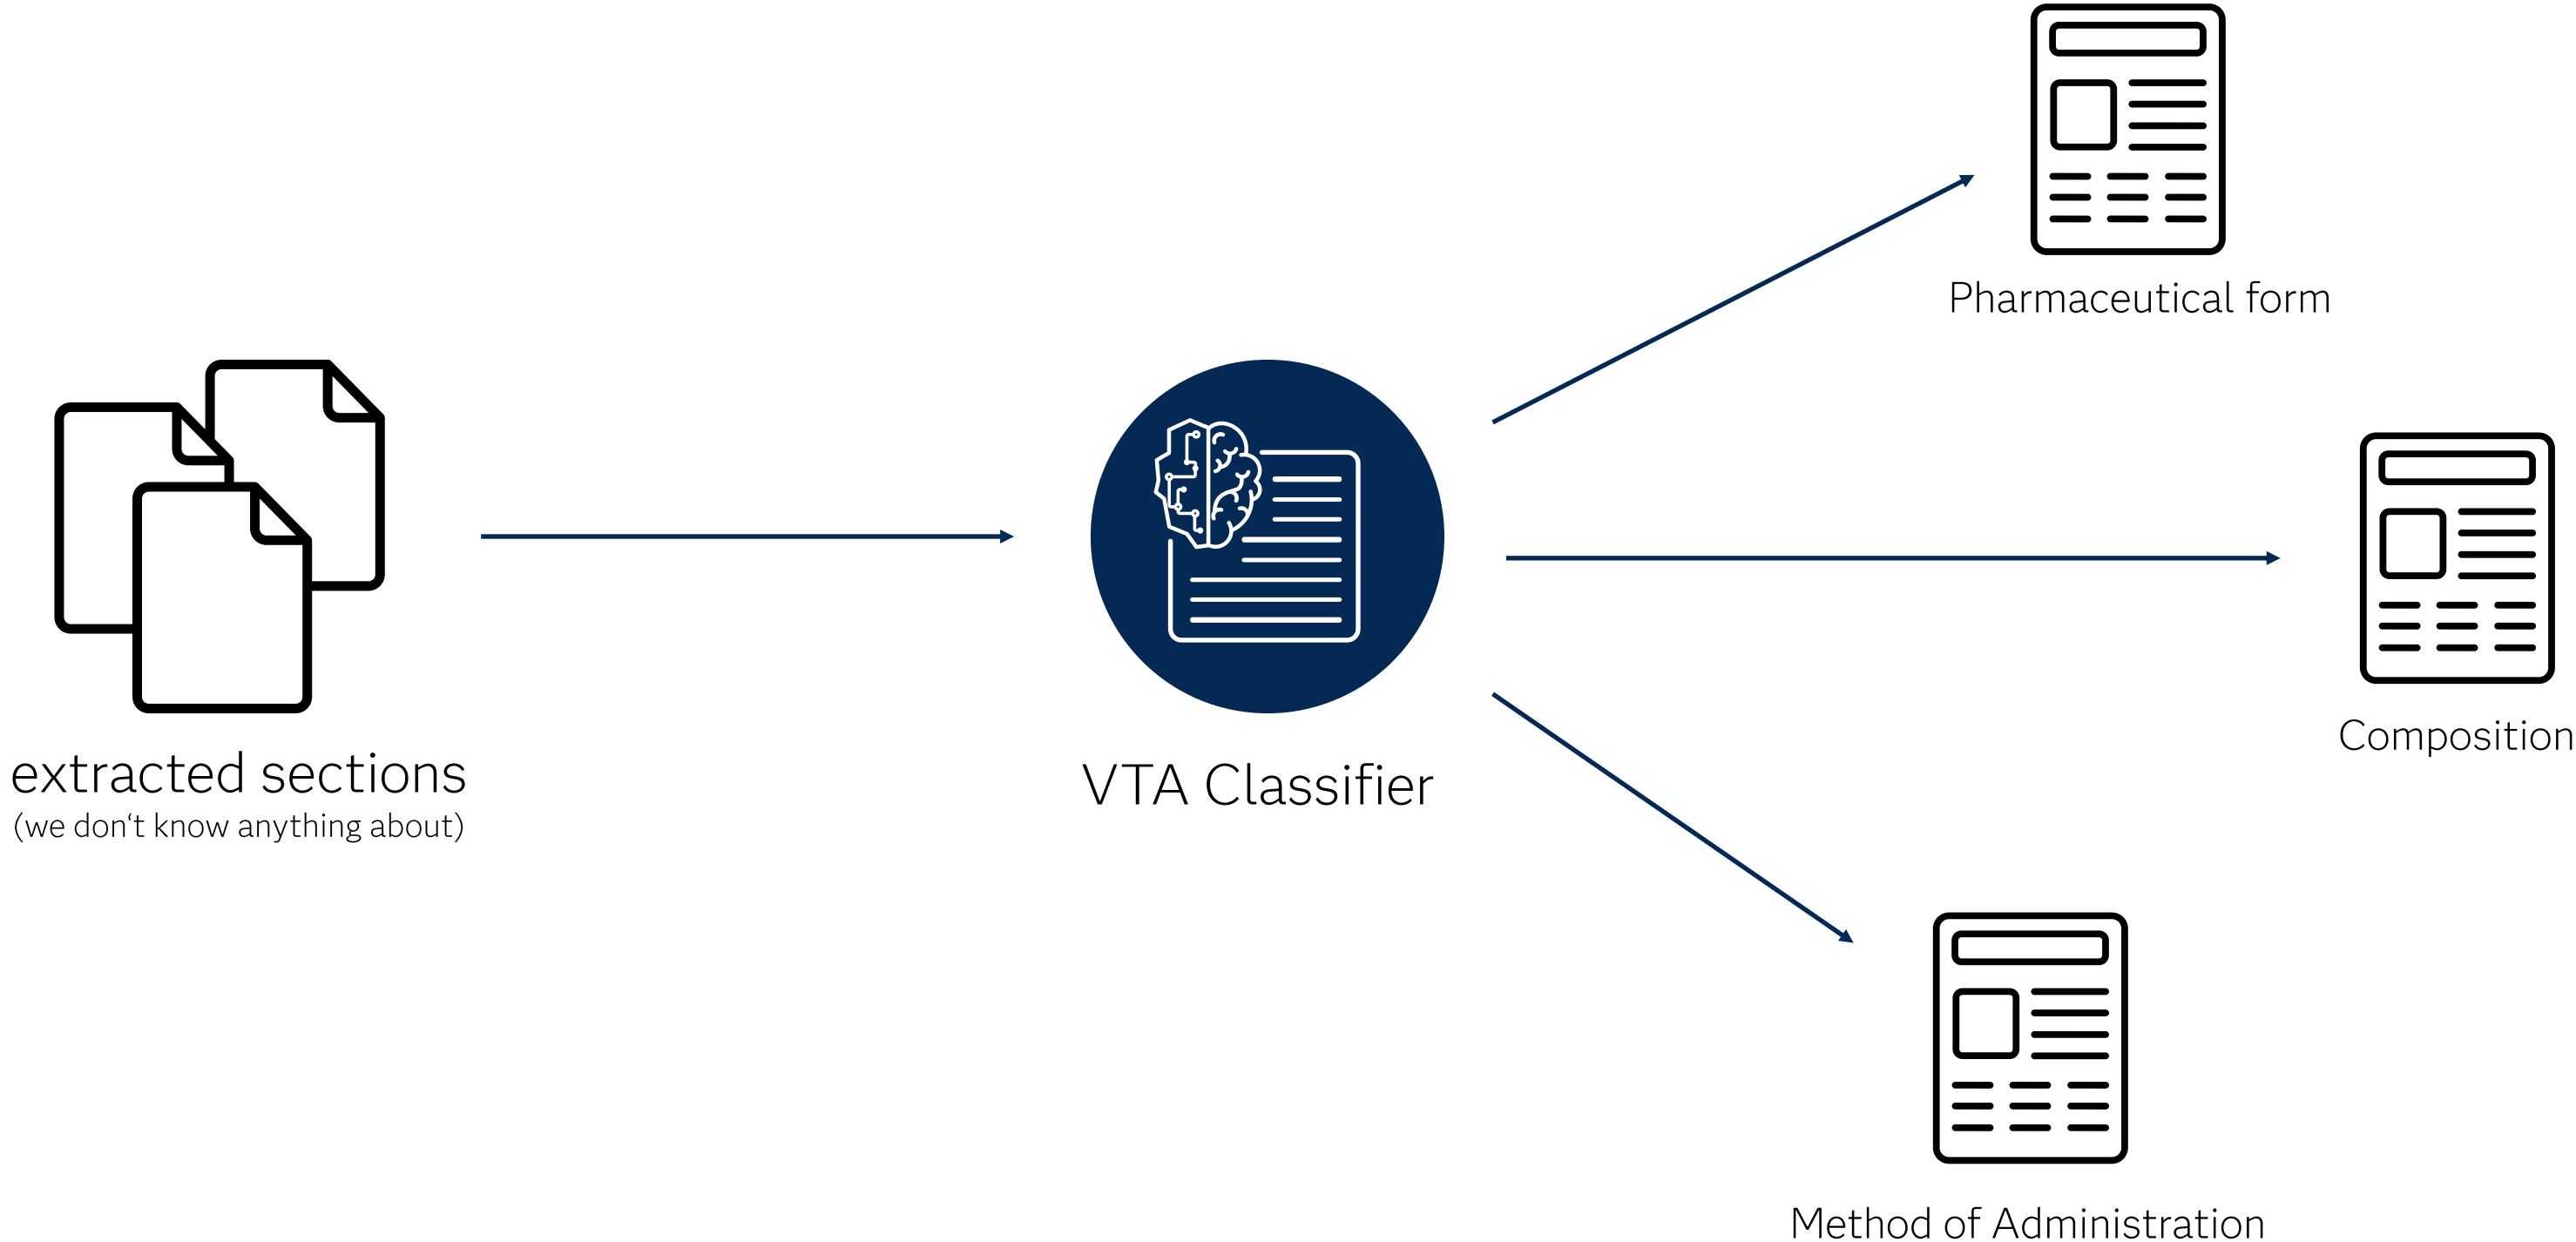 extracted sections
(we don‘t know anything about)
VTA Classifier
Pharmaceutical form
Composition
Method of Administration